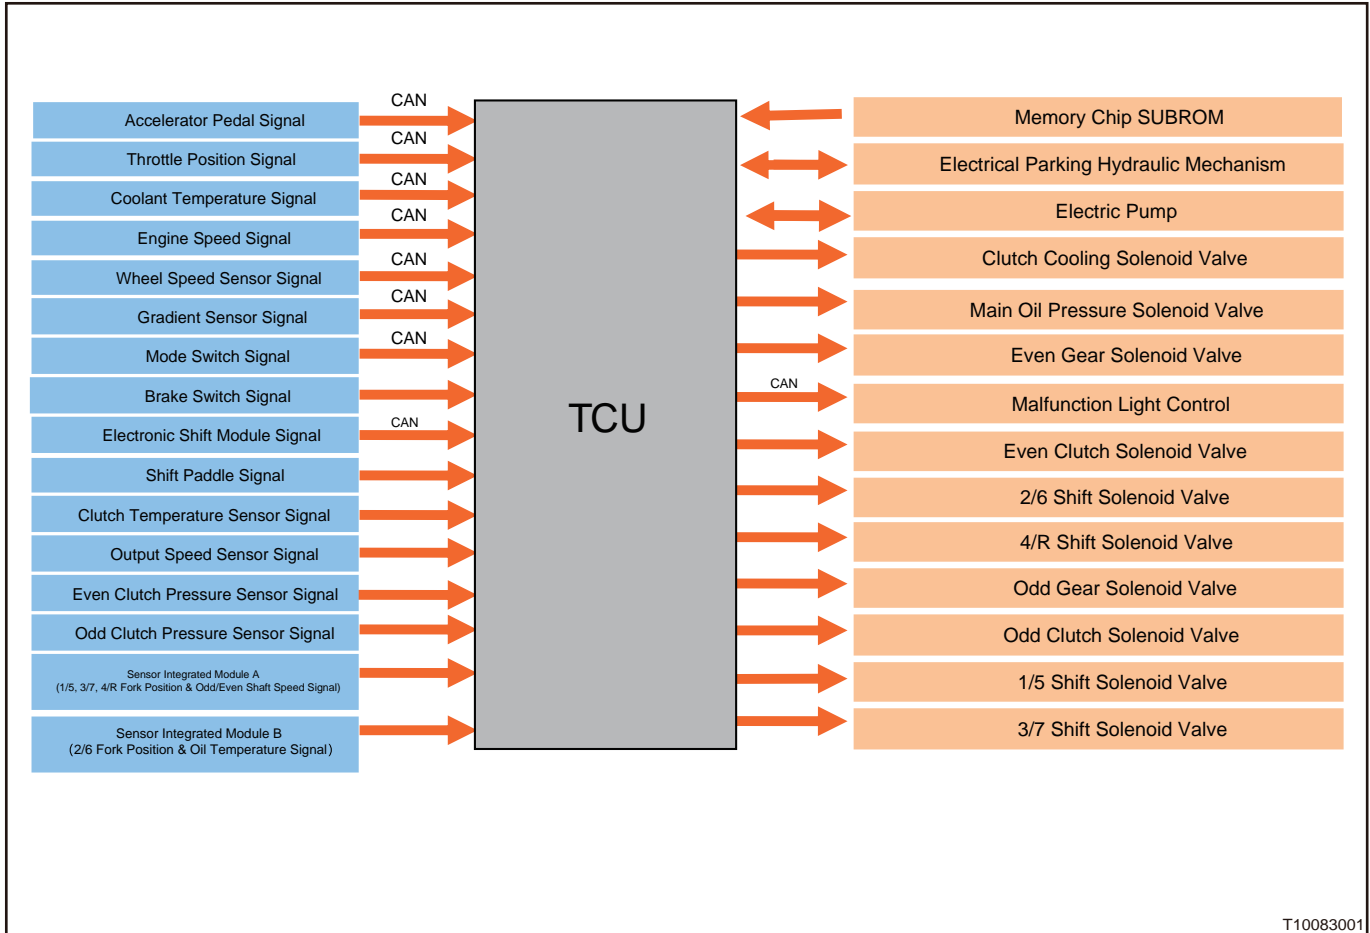 CAN
Accelerator Pedal Signal
CAN
Throttle Position Signal
CAN
Coolant Temperature Signal
CAN
Engine Speed Signal
CAN
Wheel Speed Sensor Signal
CAN
Gradient Sensor Signal
CAN
Mode Switch Signal
Brake Switch Signal
CAN
Electronic Shift Module Signal
Shift Paddle Signal
Clutch Temperature Sensor Signal
Output Speed Sensor Signal
Even Clutch Pressure Sensor Signal
Odd Clutch Pressure Sensor Signal
Sensor Integrated Module A
(1/5, 3/7, 4/R Fork Position & Odd/Even Shaft Speed Signal)
Sensor Integrated Module B
(2/6 Fork Position & Oil Temperature Signal)
TCU
Memory Chip SUBROM
Electrical Parking Hydraulic Mechanism
Electric Pump
Clutch Cooling Solenoid Valve
Main Oil Pressure Solenoid Valve
Even Gear Solenoid Valve
CAN
Malfunction Light Control
Even Clutch Solenoid Valve
2/6 Shift Solenoid Valve
4/R Shift Solenoid Valve
Odd Gear Solenoid Valve
Odd Clutch Solenoid Valve
1/5 Shift Solenoid Valve
3/7 Shift Solenoid Valve
T10083001